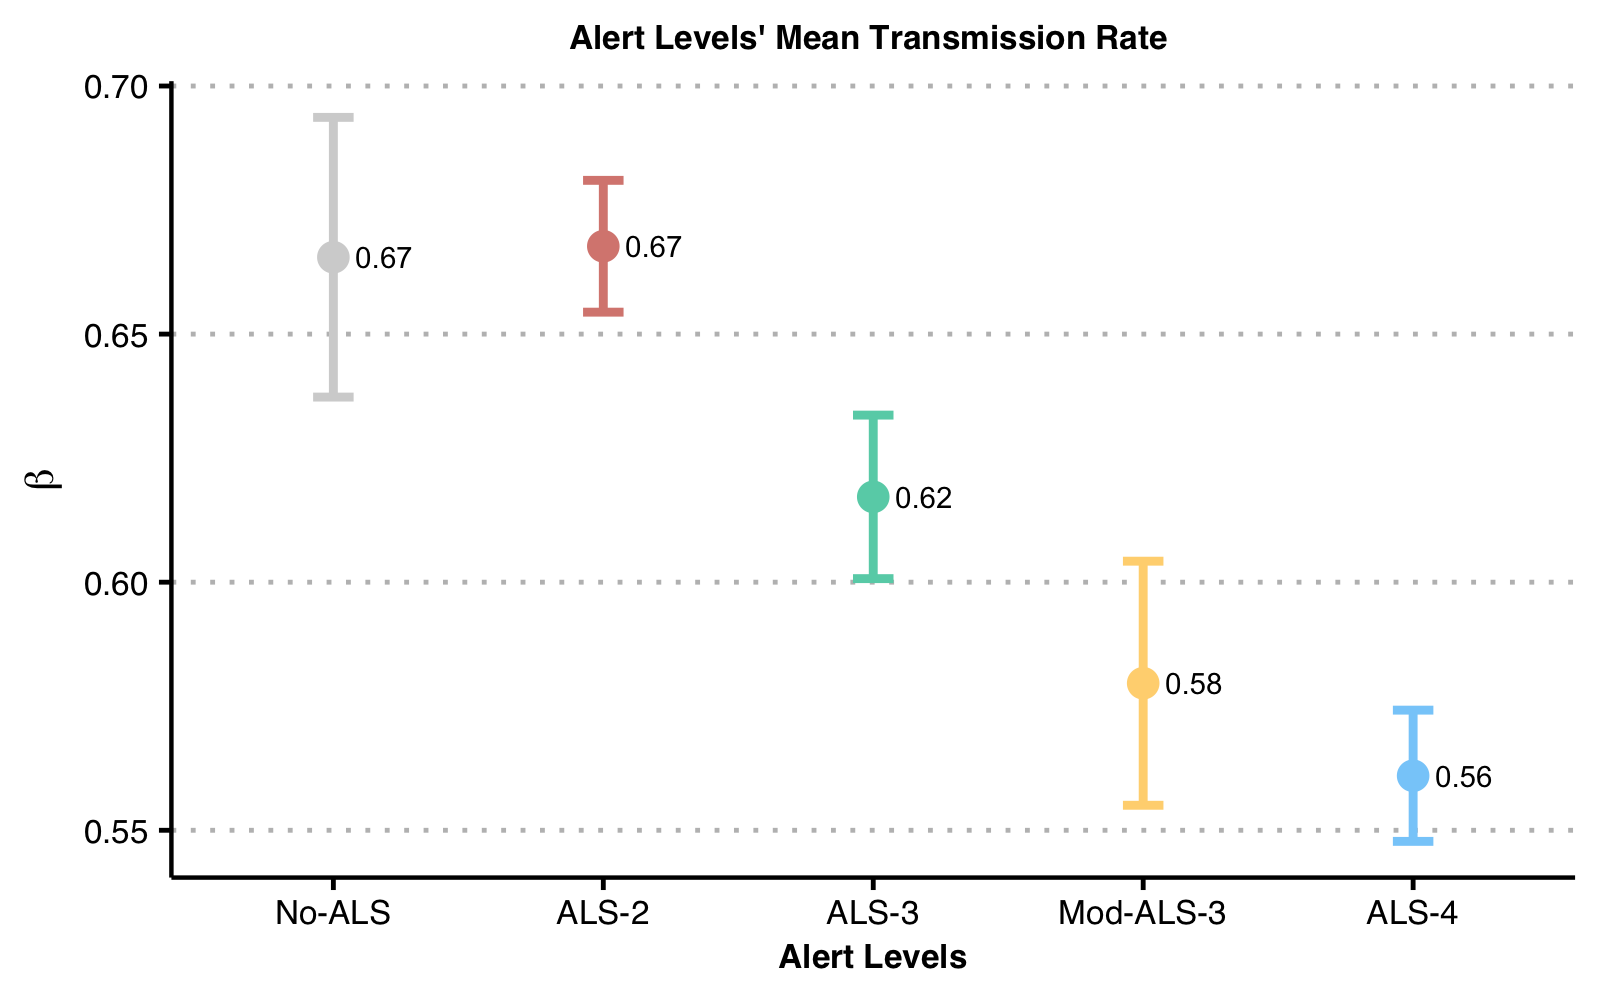 Alert Levels' Mean Transmission Rate
0.70
0.65
0.60
0.55
β
0.67
0.67
0.62
0.58
0.56
No-ALS
ALS-2
ALS-3
Mod-ALS-3
ALS-4
Alert Levels